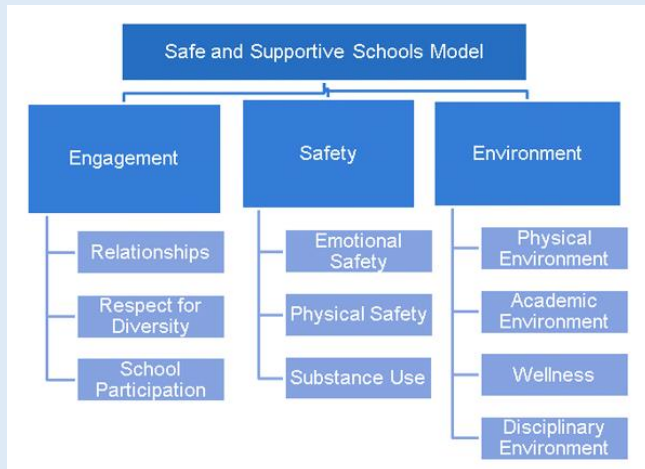 Safe and Supportive Schools Model
Engagement
Relationships
Respect for
Diversity
School
Participation
Safety
Emotional
Safety
Physical Safety
Substance Use
Environment
Physical
Environment
Academic
Environment
Wellness
Disciplinary
Environment